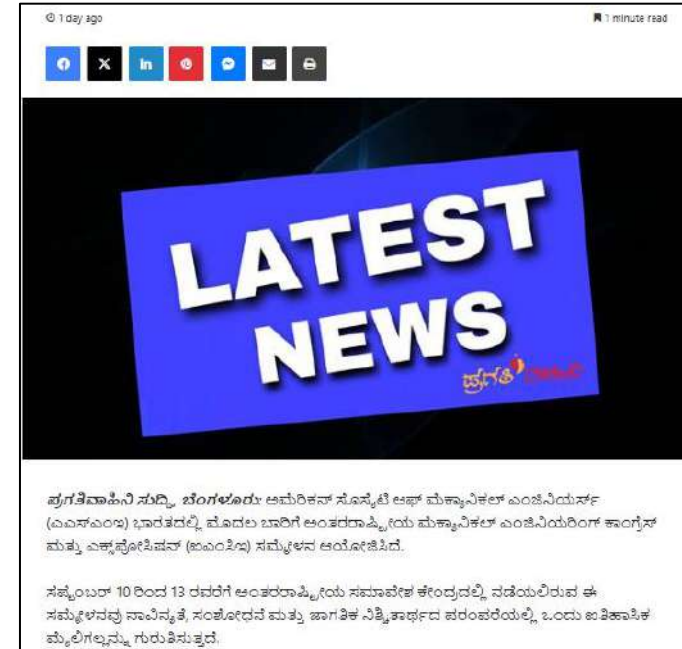 1 day ago
1 minute read
LATEST
NEWS
ಪ್ರಗತಿ
ಪ್ರಗತಿವಾಹಿನಿ ಸುದ್ದಿ, ಬೆಂಗಳೂರು: ಅಮೆರಿಕನ್ ಸೊಸೈಟಿ ಆಫ್ ಮೆಕ್ಯಾನಿಕಲ್ ಎಂಜಿನಿಯರ್ಸ್
(ಎಎಸ್ಎಂಇ) ಭಾರತದಲ್ಲಿ ಮೊದಲ ಬಾರಿಗೆ ಅಂತರರಾಷ್ಟ್ರೀಯ ಮೆಕ್ಯಾನಿಕಲ್ ಎಂಜಿನಿಯರಿಂಗ್ ಕಾಂಗ್ರೆಸ್
ಮತ್ತು ಎಕ್ಸ್‌ಪೋಸಿಷನ್ (ಐಎಂಸಿಇ) ಸಮ್ಮೇಳನ ಆಯೋಜಿಸಿದೆ.
ಸಪ್ಟೆಂಬರ್ 10 ರಿಂದ 13 ರವರೆಗೆ ಅಂತರರಾಷ್ಟ್ರೀಯ ಸಮಾವೇಶ ಕೇಂದ್ರದಲ್ಲಿ ನಡೆಯಲಿರುವ ಈ
ಸಮ್ಮೇಳನವು ನಾವಿನ್ಯತೆ, ಸಂಶೋಧನೆ ಮತ್ತು ಜಾಗತಿಕ ನಿಶ್ಚಿತಾರ್ಥದ ಪರಂಪರೆಯಲ್ಲಿ ಒಂದು ಐತಿಹಾಸಿಕ
ಮೈಲಿಗಲ್ಲನ್ನು ಗುರುತಿಸುತ್ತದೆ.